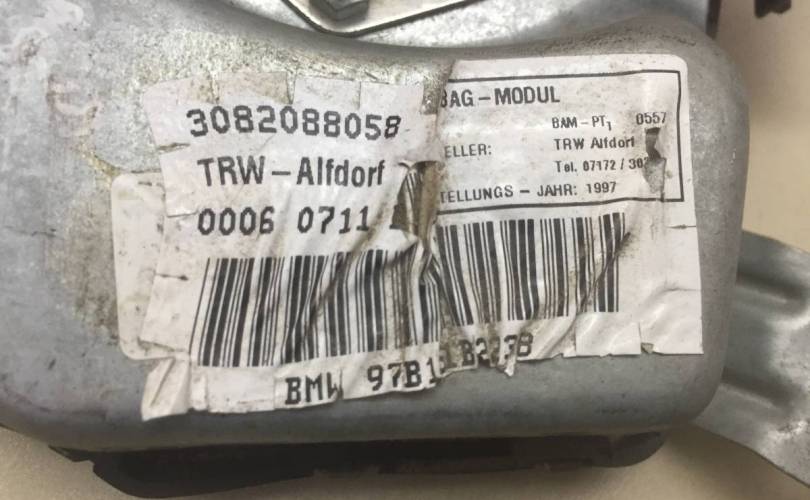 3082088058
TRW-Alfdorf
0006 0711
BAG-MODUL
BAM-PT1 0557
ELLER: TRW Alfdorf
Tel. 07172 / 30
TELLUNGS - JAHR: 1997
BMW 97B1